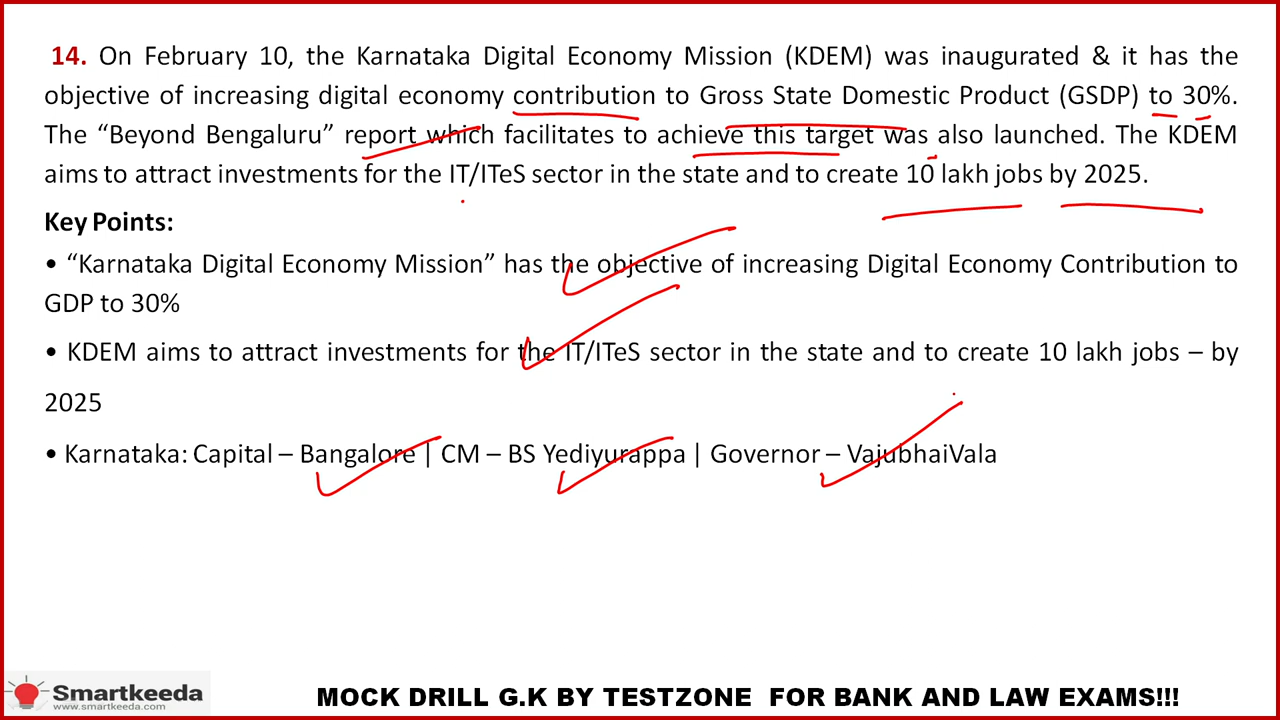 14. On February 10, the Karnataka Digital Economy Mission (KDEM) was inaugurated & it has the
objective of increasing digital economy contribution to Gross State Domestic Product (GSDP) to 30%.
The “Beyond Bengaluru” report which facilitates to achieve this target was also launched. The KDEM
aims to attract investments for the IT/ITeS sector in the state and to create 10 lakh jobs by 2025.
Key Points:
• “Karnataka Digital Economy Mission” has the objective of increasing Digital Economy Contribution to
GDP to 30%
• KDEM aims to attract investments for the IT/ITeS sector in the state and to create 10 lakh jobs – by
2025
• Karnataka: Capital – Bangalore | CM – BS Yediyurappa | Governor – VajubhaiVala
Smartkeeda
www.smartkeeda.com
MOCK DRILL G.K BY TESTZONE FOR BANK AND LAW EXAMS!!!